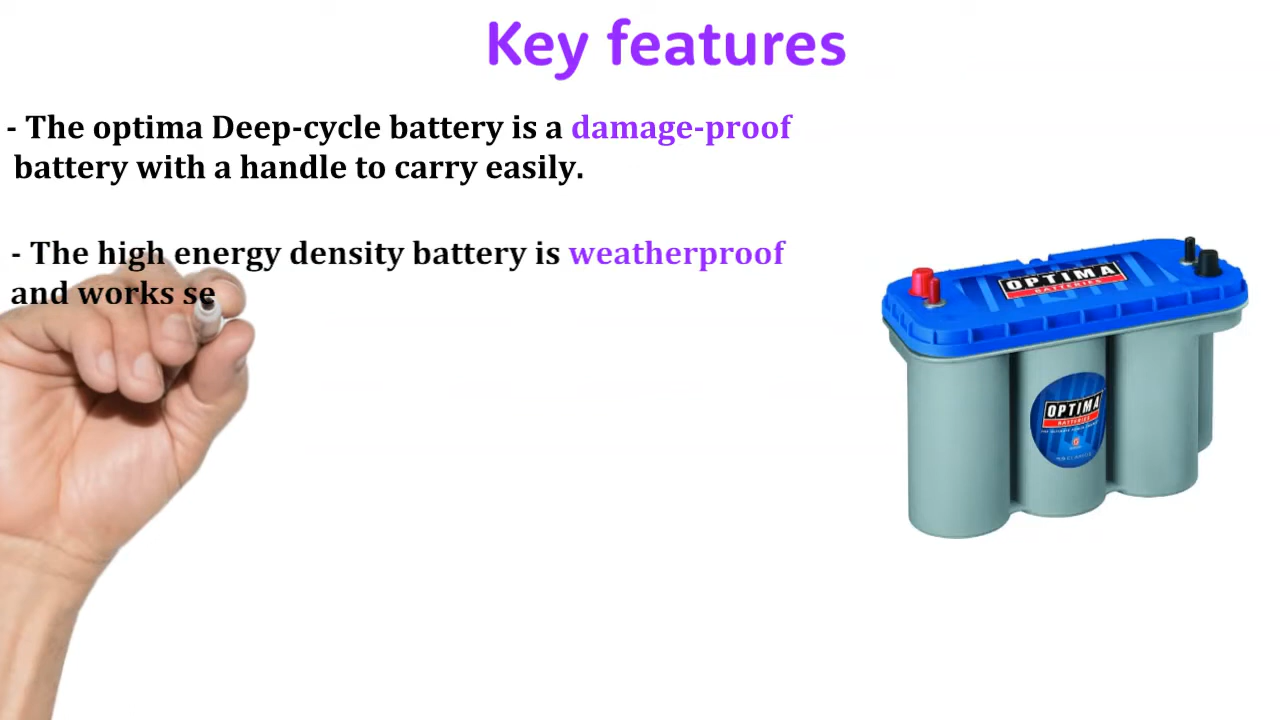 Key features
- The optima Deep-cycle battery is a damage-proof
battery with a handle to carry easily.
- The high energy density battery is weatherproof
and works se
OPTIMA
BATTERIES
OPTIMA
BATTERIES